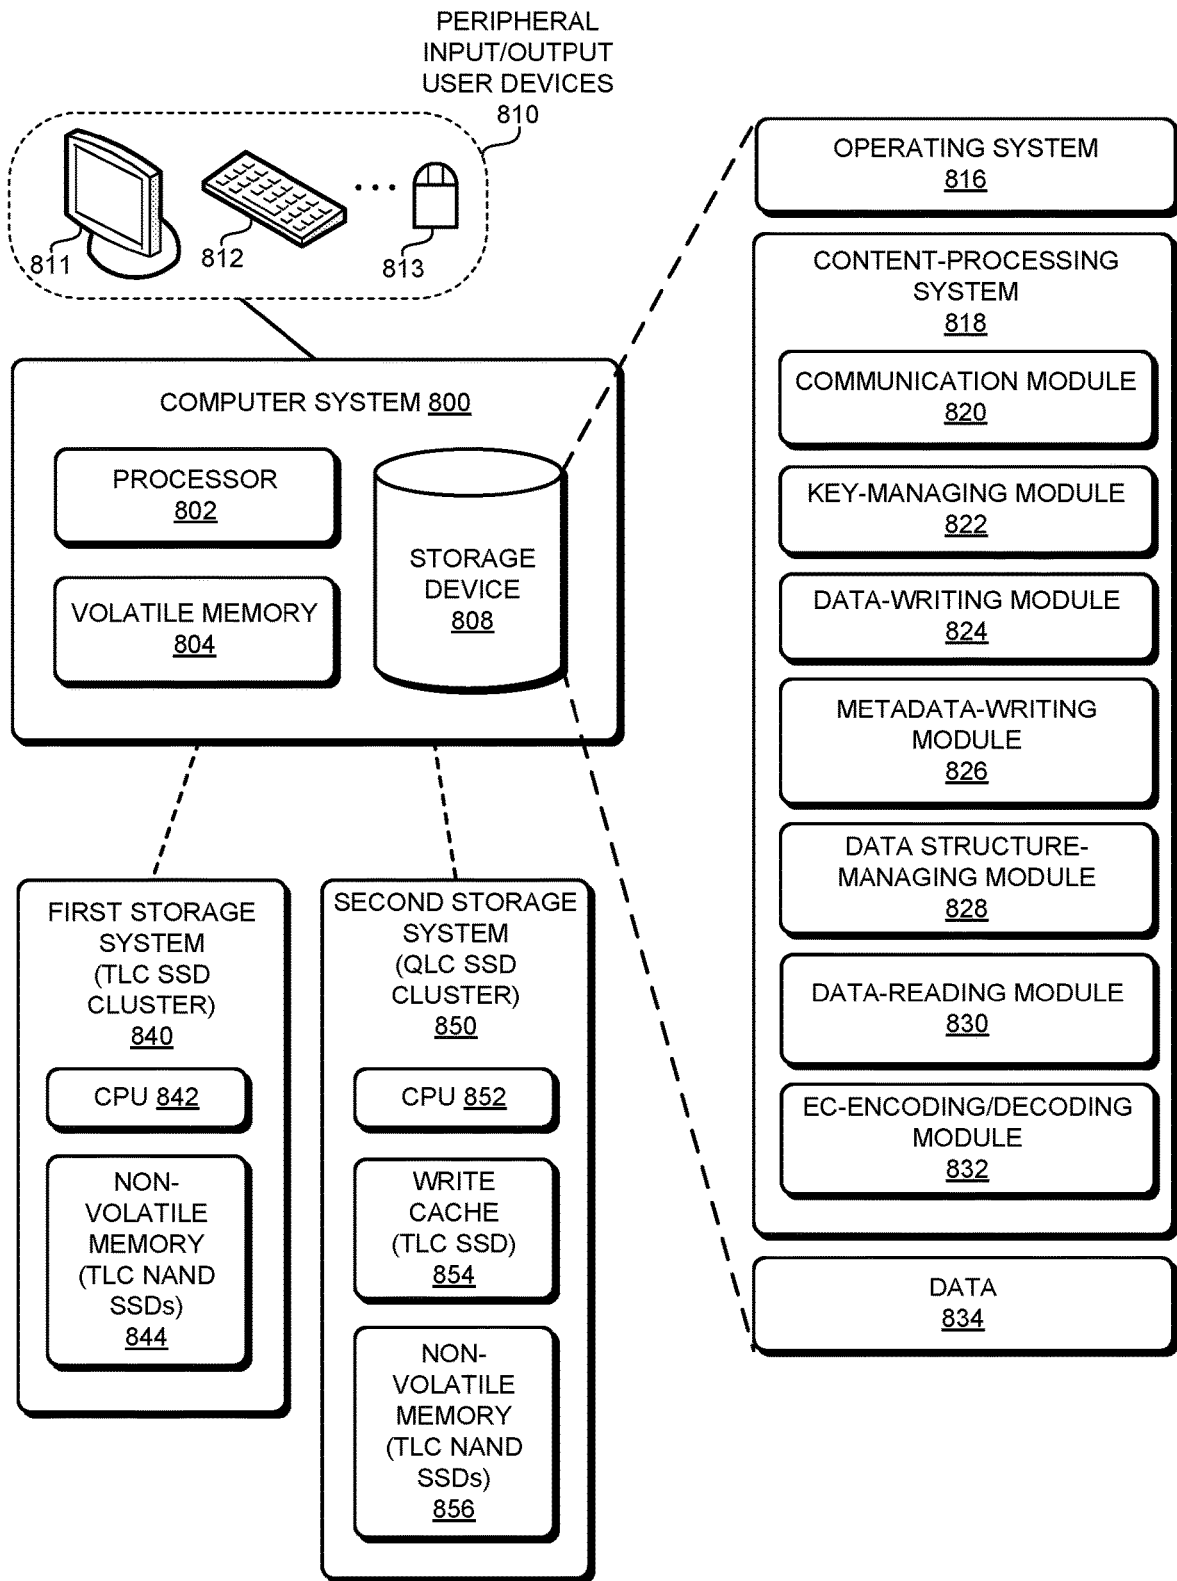 PERIPHERAL
INPUT/OUTPUT
USER DEVICES
810
811
812
813
COMPUTER SYSTEM 800
PROCESSOR
802
VOLATILE MEMORY
804
STORAGE
DEVICE
808
FIRST STORAGE
SYSTEM
(TLC SSD
CLUSTER)
840
CPU 842
NON-
VOLATILE
MEMORY
(TLC NAND
SSDs)
844
SECOND STORAGE
SYSTEM
(QLC SSD
CLUSTER)
850
CPU 852
WRITE
CACHE
(TLC SSD)
854
NON-
VOLATILE
MEMORY
(TLC NAND
SSDs)
856
OPERATING SYSTEM
816
CONTENT-PROCESSING
SYSTEM
818
COMMUNICATION MODULE
820
KEY-MANAGING MODULE
822
DATA-WRITING MODULE
824
METADATA-WRITING
MODULE
826
DATA STRUCTURE-
MANAGING MODULE
828
DATA-READING MODULE
830
EC-ENCODING/DECODING
MODULE
832
DATA
834